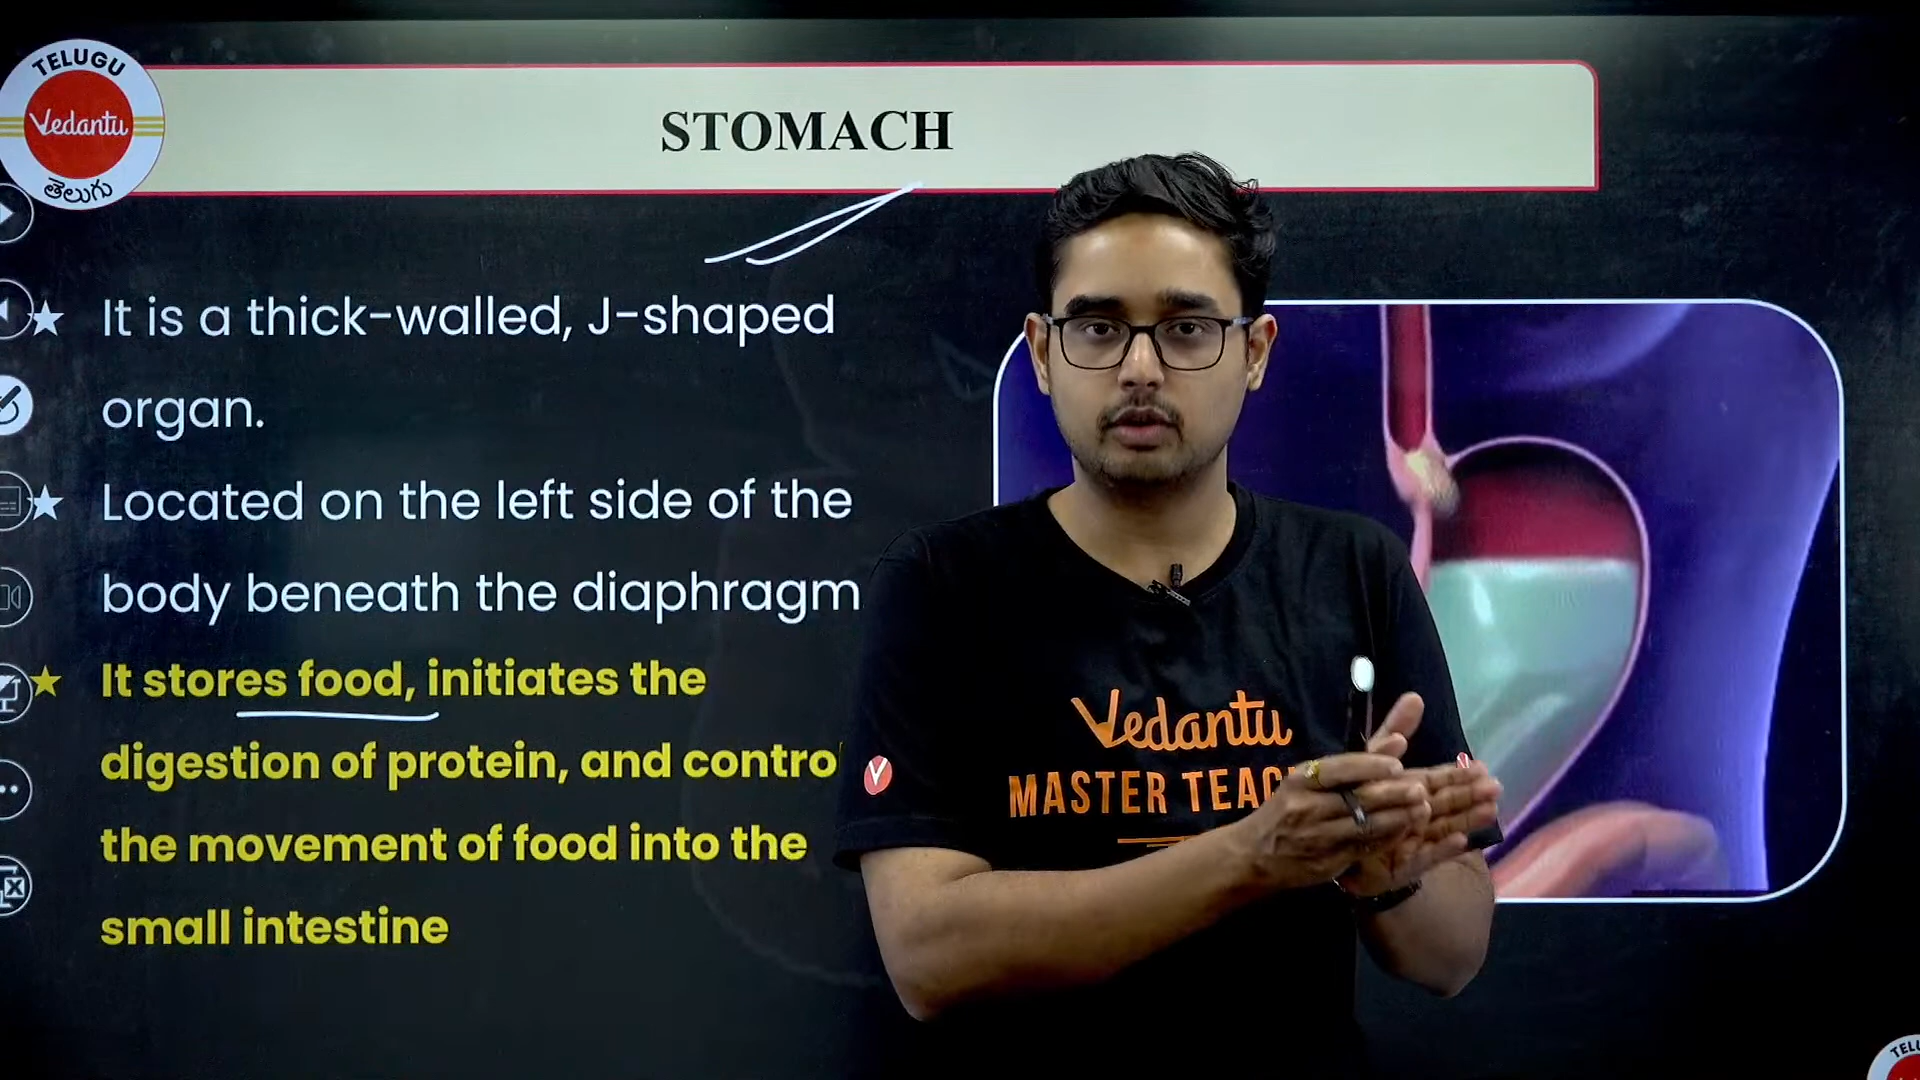 TELUGU
Vedantu
తెలుగు
STOMACH
It is a thick-walled, J-shaped
organ.
Located on the left side of the
body beneath the diaphragm
It stores food, initiates the
digestion of protein, and contro
the movement of food into the
small intestine
Vedantu
MASTER TEAC
V
TELU